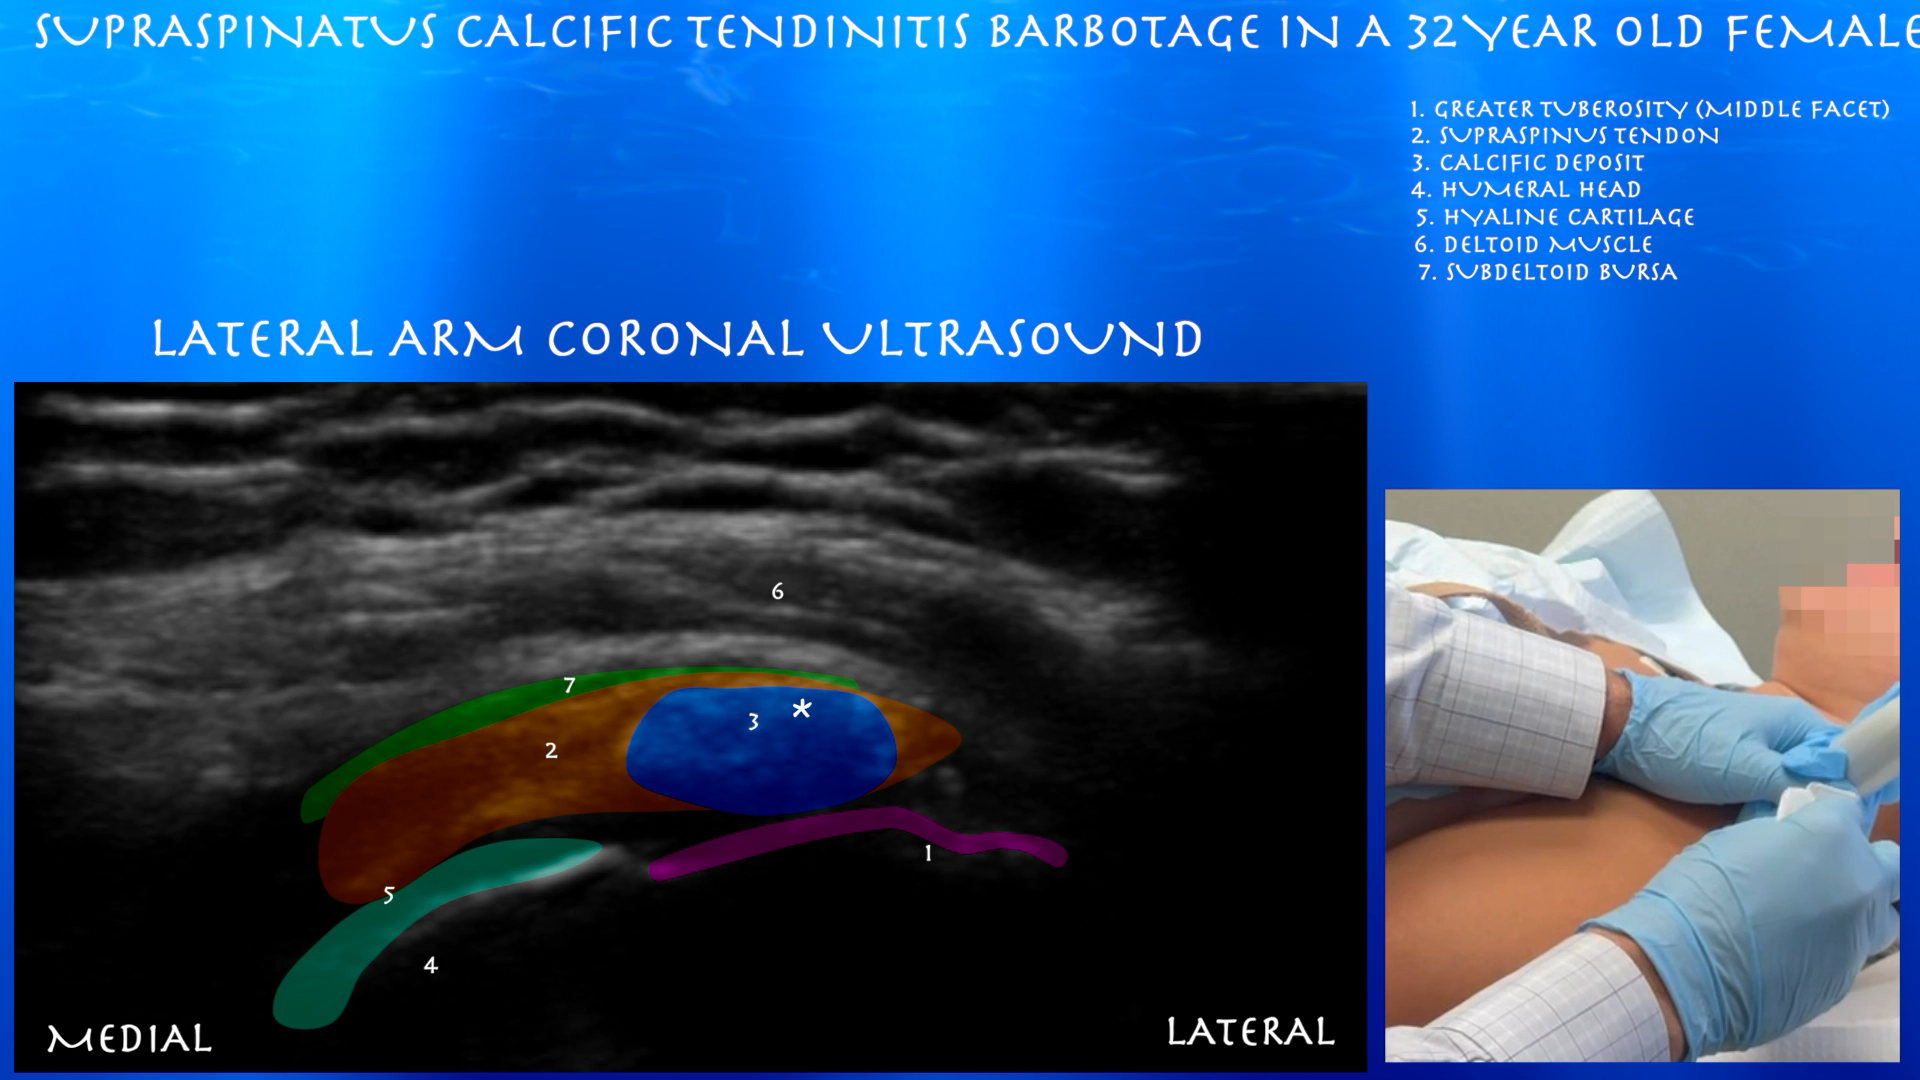 SUPRASPINATUS CALCIFIC TENDINITIS BARBOTAGE IN A 32 YEAR OLD FEMALE
1. GREATER TUBEROSITY (MIDDLE FACET)
2. SUPRASPINUS TENDON
3. CALCIFIC DEPOSIT
4. HUMERAL HEAD
5. HYALINE CARTILAGE
6. DELTOID MUSCLE
7. SUBDELTOID BURSA
LATERAL ARM CORONAL ULTRASOUND
6
7
3 *
2
1
5
4
MEDIAL
LATERAL